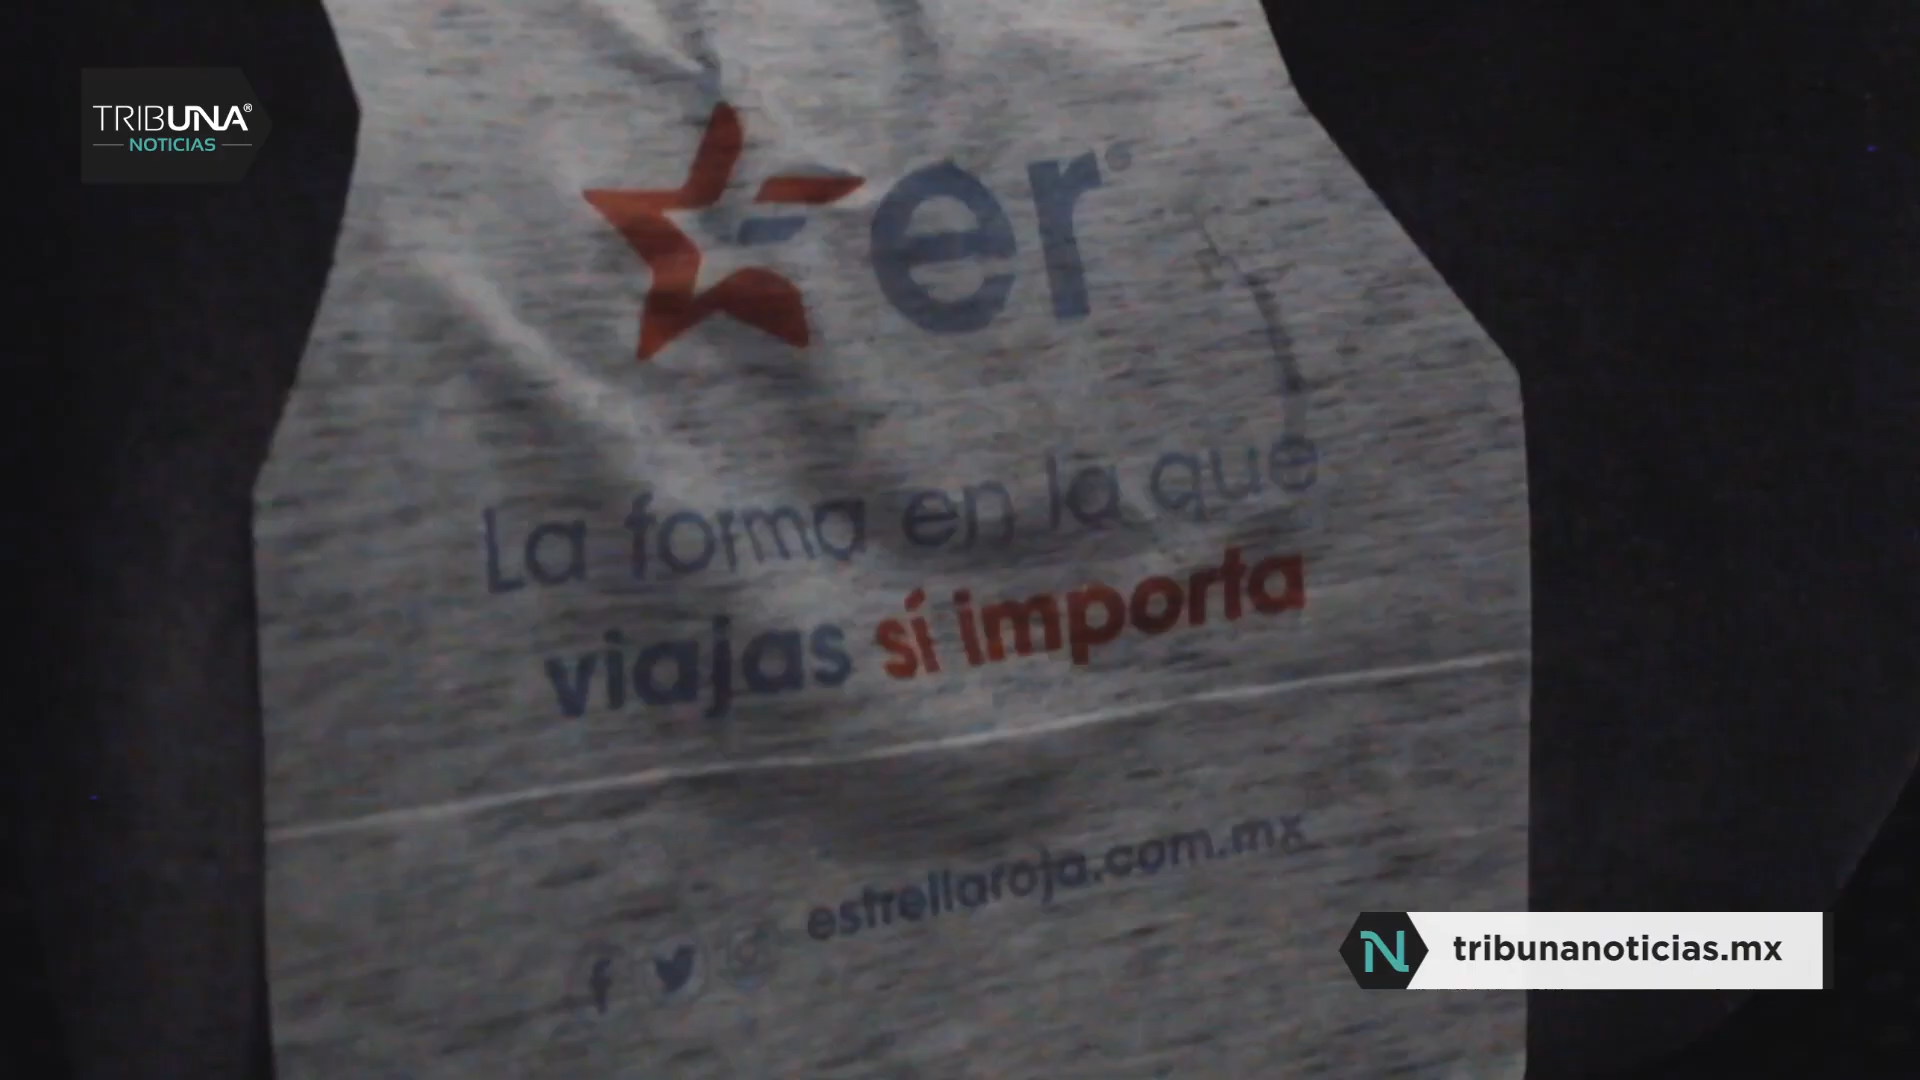 TRIBUNA®
NOTICIAS
er®
La forma en la que
viajas sí importa
estrellaroja.com.mx
tribunanoticias.mx